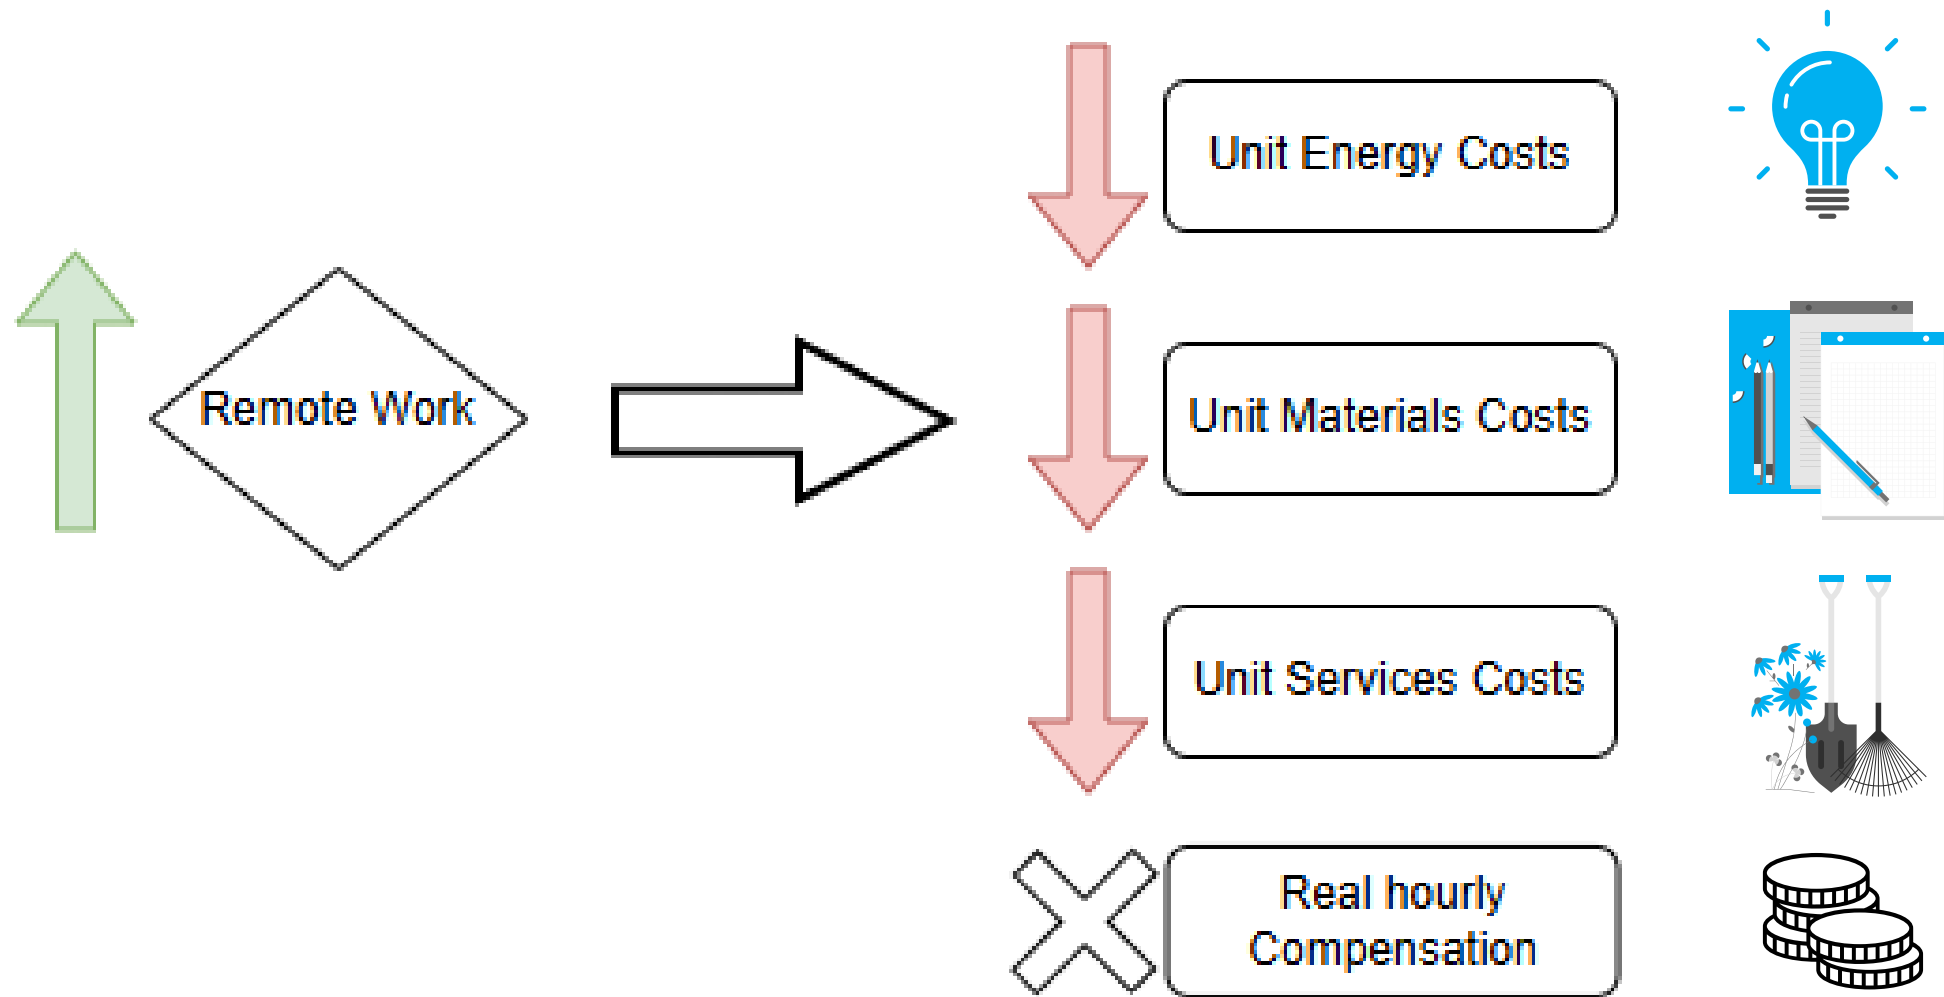 Remote Work
Unit Energy Costs
Unit Materials Costs
Unit Services Costs
Real hourly
Compensation